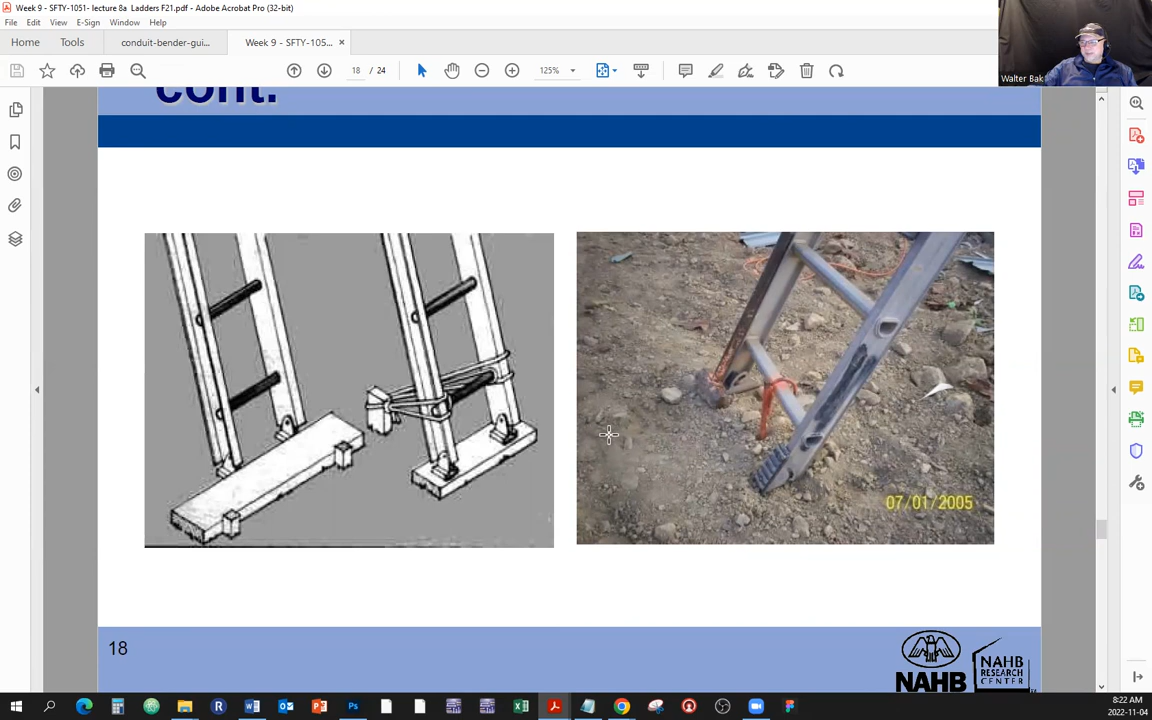 Week 9 - SFTY-1051- lecture 8a Ladders F21.pdf - Adobe Acrobat Pro (32-bit)
File Edit View E-Sign Window Help
Home Tools conduit-bender-gui... Week 9 - SFTY-105... ×
18 / 24 125%
Walter Bak
cont.
07/01/2005
18
NAHB
NAHB
RESEARCH
CENTER
8:22 AM
2022-11-04